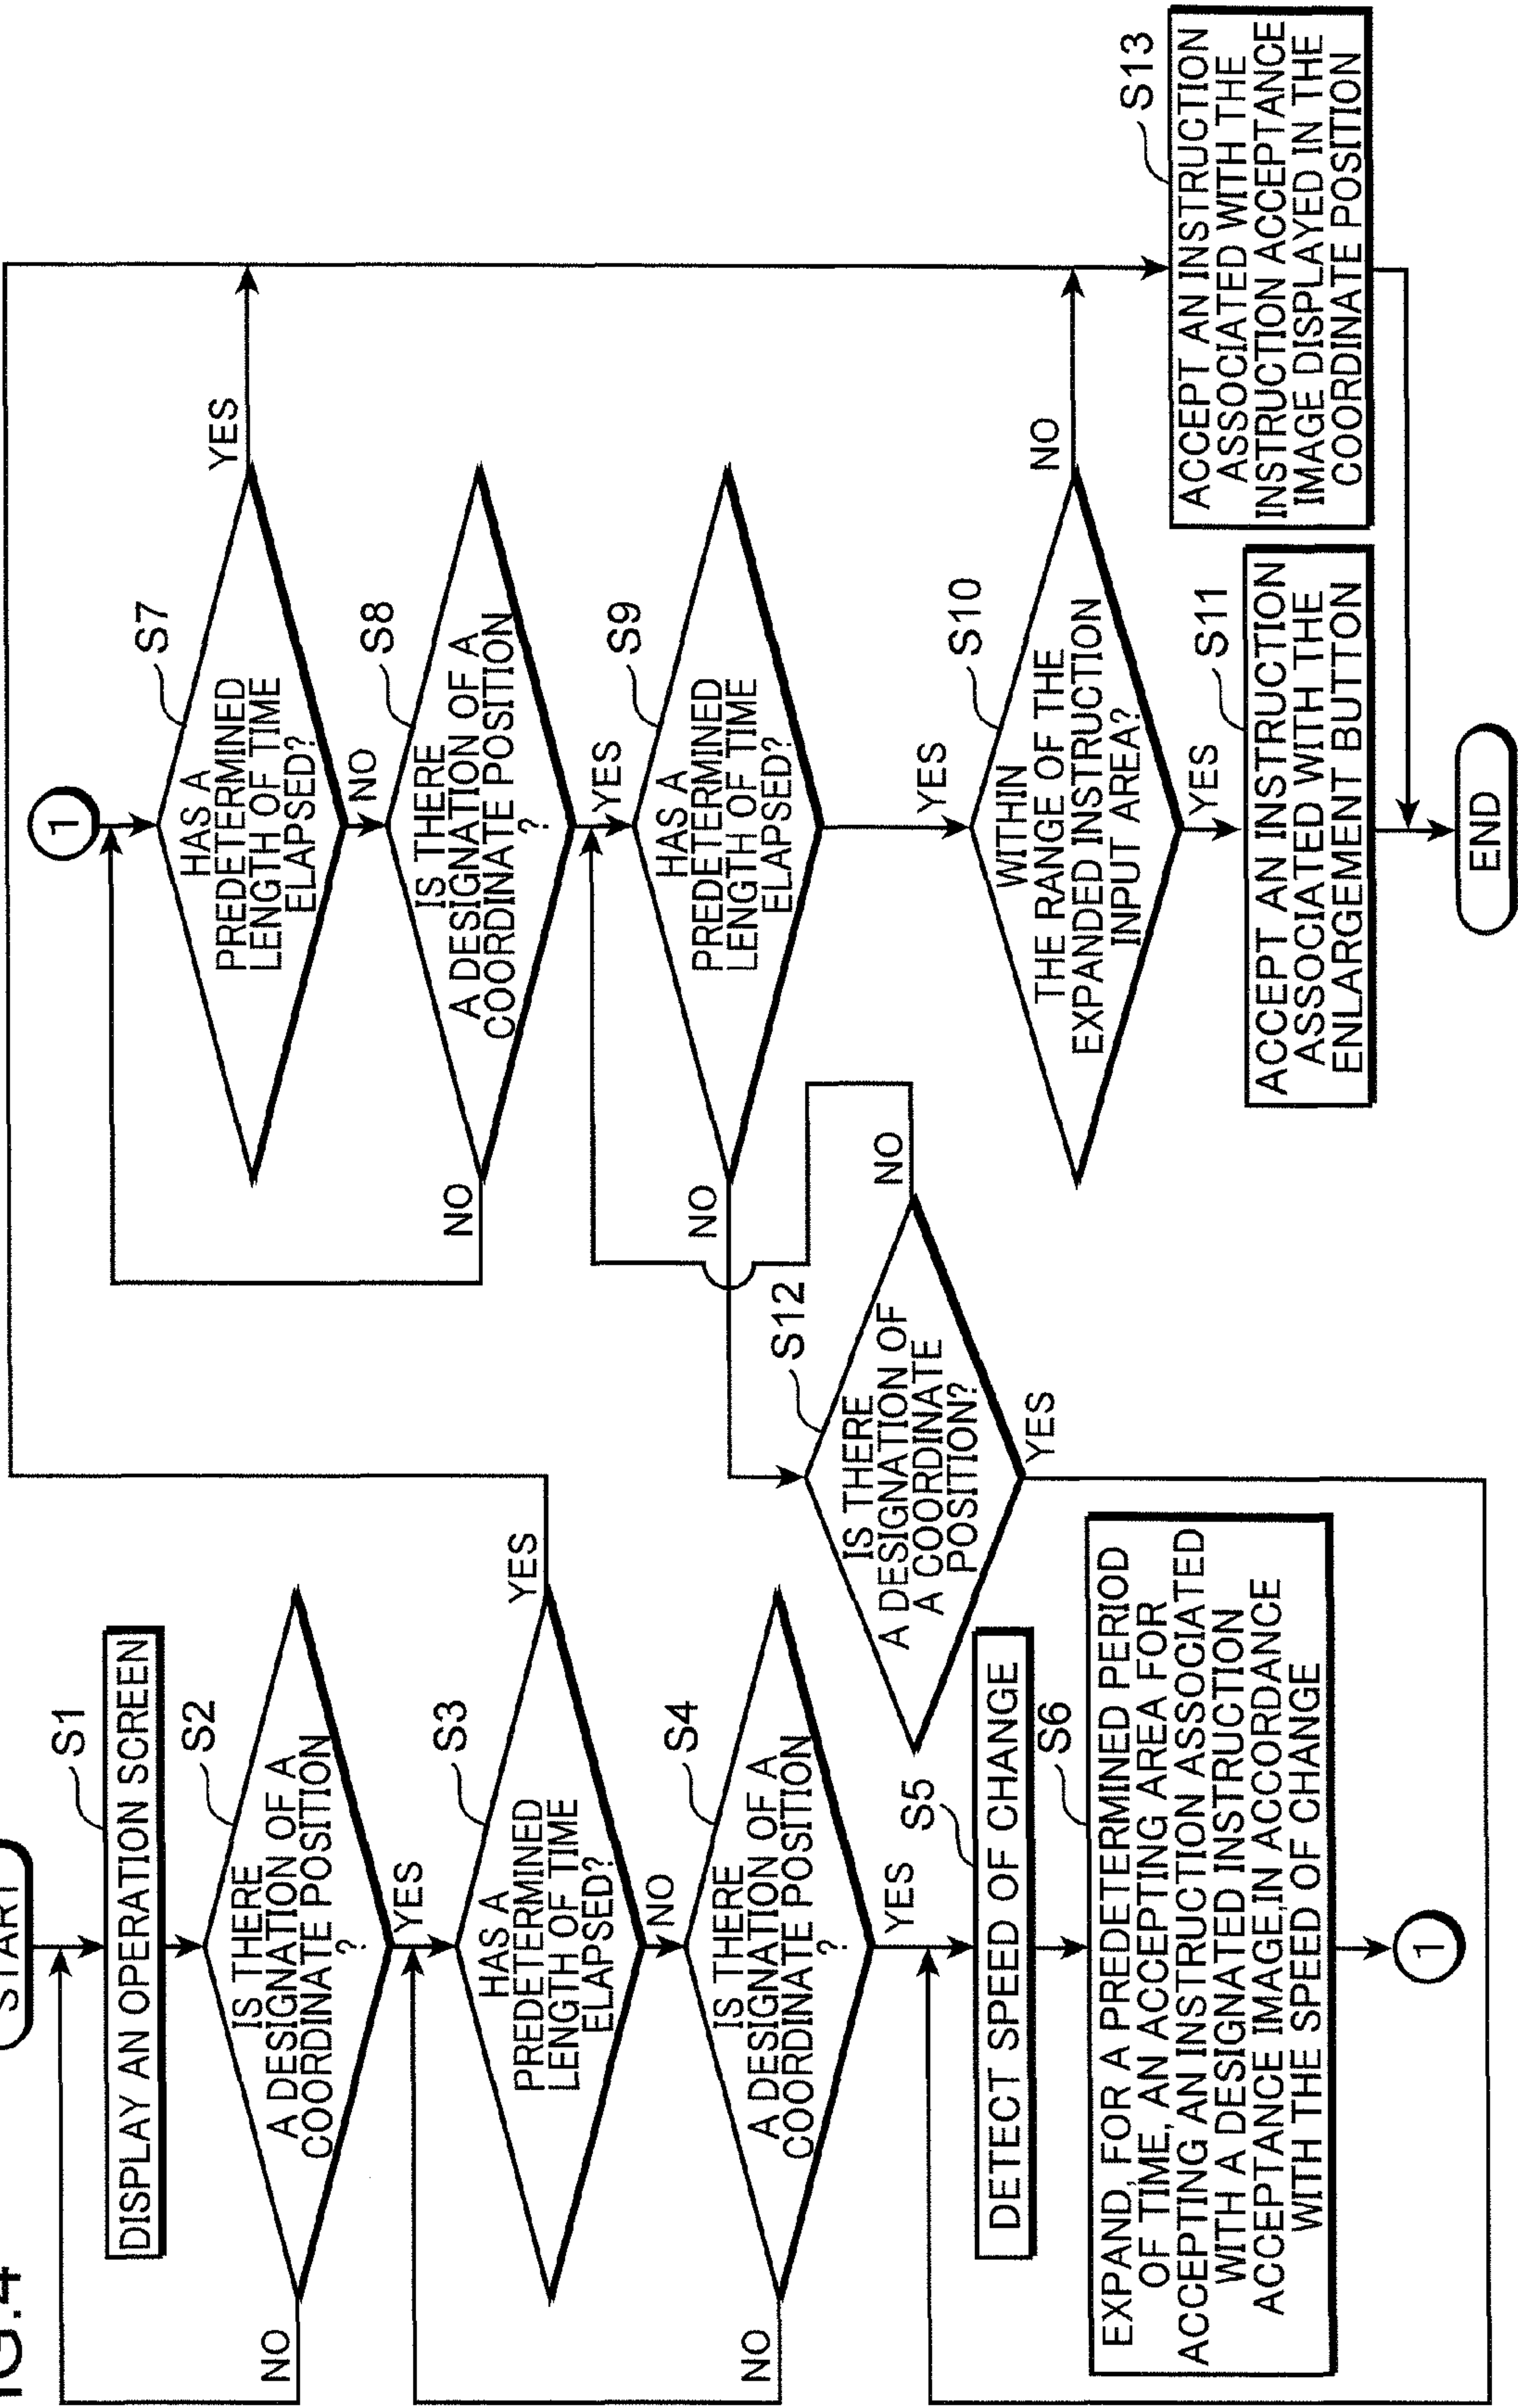 FIG.4
START
S1
DISPLAY AN OPERATION SCREEN
S2
IS THERE
A DESIGNATION OF A
COORDINATE POSITION
?
NO
YES
S3
HAS A
PREDETERMINED
LENGTH OF TIME
ELAPSED?
YES
NO
S4
IS THERE
A DESIGNATION OF A
COORDINATE POSITION
?
NO
YES
S5
DETECT SPEED OF CHANGE
S6
EXPAND, FOR A PREDETERMINED PERIOD
OF TIME, AN ACCEPTING AREA FOR
ACCEPTING AN INSTRUCTION ASSOCIATED
WITH A DESIGNATED INSTRUCTION
ACCEPTANCE IMAGE,IN ACCORDANCE
WITH THE SPEED OF CHANGE
1
1
S7
HAS A
PREDETERMINED
LENGTH OF TIME
ELAPSED?
YES
NO
S8
IS THERE
A DESIGNATION OF A
COORDINATE POSITION
?
NO
YES
S9
HAS A
PREDETERMINED
LENGTH OF TIME
ELAPSED?
NO
YES
S12
IS THERE
A DESIGNATION OF
A COORDINATE
POSITION?
NO
YES
S10
WITHIN
THE RANGE OF THE
EXPANDED INSTRUCTION
INPUT AREA?
NO
YES
S11
ACCEPT AN INSTRUCTION
ASSOCIATED WITH THE
ENLARGEMENT BUTTON
S13
ACCEPT AN INSTRUCTION
ASSOCIATED WITH THE
INSTRUCTION ACCEPTANCE
IMAGE DISPLAYED IN THE
COORDINATE POSITION
END